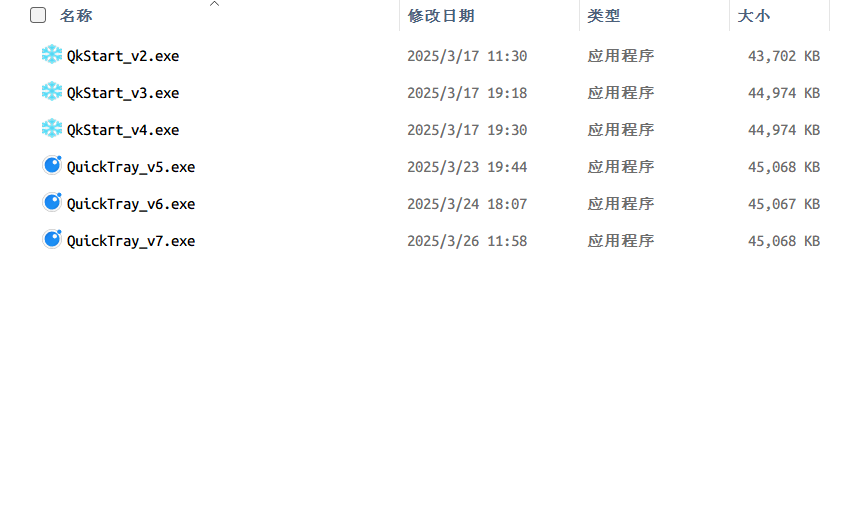 名称 修改日期 类型 大小
QkStart_v2.exe 2025/3/17 11:30 应用程序 43,702 KB
QkStart_v3.exe 2025/3/17 19:18 应用程序 44,974 KB
QkStart_v4.exe 2025/3/17 19:30 应用程序 44,974 KB
QuickTray_v5.exe 2025/3/23 19:44 应用程序 45,068 KB
QuickTray_v6.exe 2025/3/24 18:07 应用程序 45,067 KB
QuickTray_v7.exe 2025/3/26 11:58 应用程序 45,068 KB